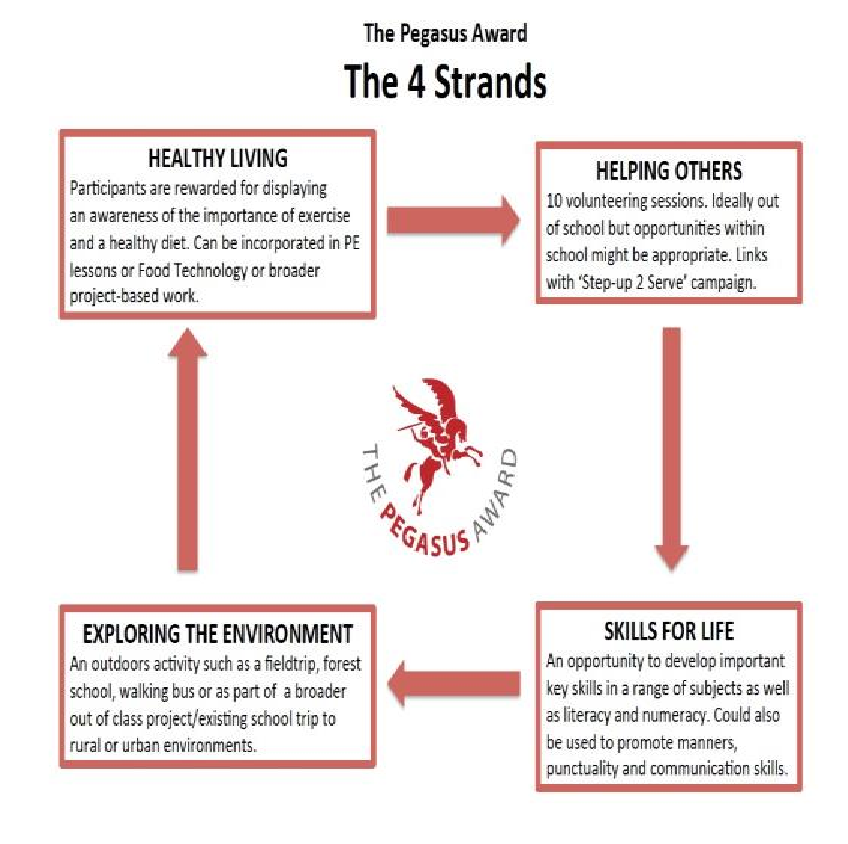 The Pegasus Award
The 4 Strands
HEALTHY LIVING
Participants are rewarded for displaying
an awareness of the importance of exercise
and a healthy diet. Can be incorporated in PE
lessons or Food Technology or broader
project-based work.
HELPING OTHERS
10 volunteering sessions. Ideally out
of school but opportunities within
school might be appropriate. Links
with ‘Step-up 2 Serve’ campaign.
THE PEGASUS AWARD
EXPLORING THE ENVIRONMENT
An outdoors activity such as a fieldtrip, forest
school, walking bus or as part of a broader
out of class project/existing school trip to
rural or urban environments.
SKILLS FOR LIFE
An opportunity to develop important
key skills in a range of subjects as well
as literacy and numeracy. Could also
be used to promote manners,
punctuality and communication skills.